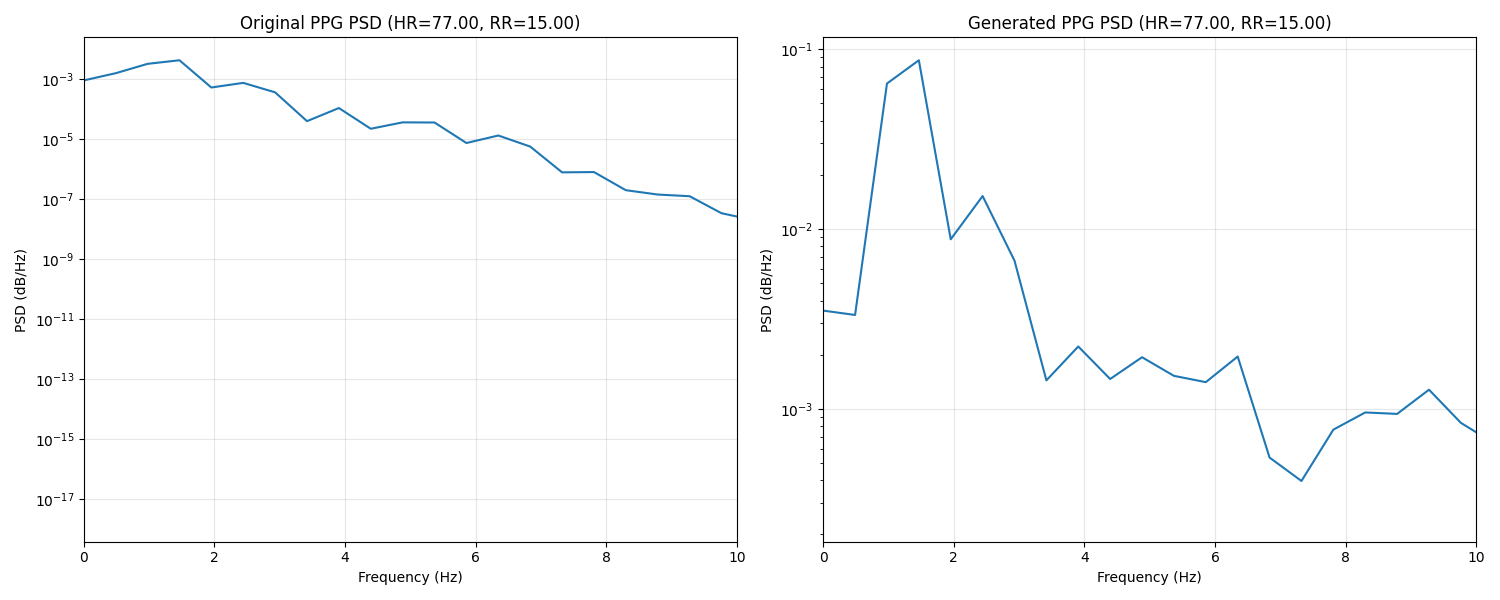 Original PPG PSD (HR=77.00, RR=15.00)
PSD (dB/Hz)
10⁻³
10⁻⁵
10⁻⁷
10⁻⁹
10⁻¹¹
10⁻¹³
10⁻¹⁵
10⁻¹⁷
0 2 4 6 8 10
Frequency (Hz)
Generated PPG PSD (HR=77.00, RR=15.00)
PSD (dB/Hz)
10⁻¹
10⁻²
10⁻³
0 2 4 6 8 10
Frequency (Hz)